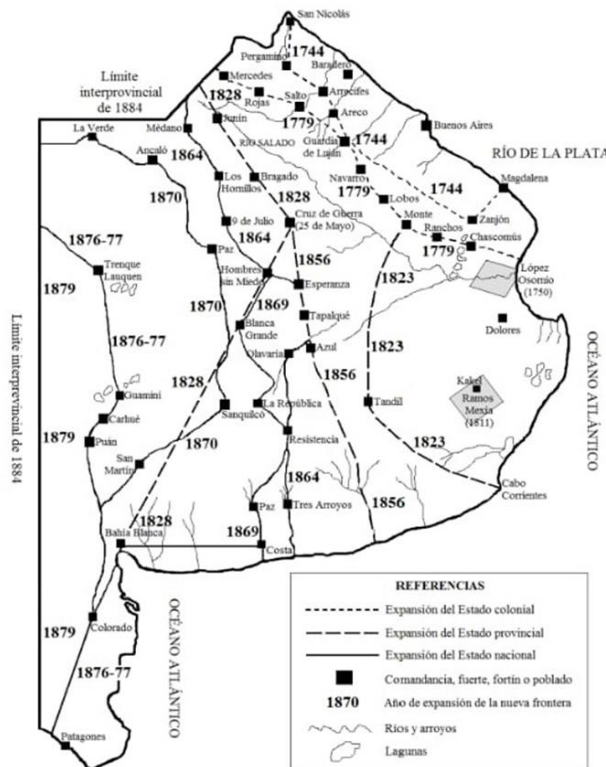 San Nicolás
1744
Pergamino
Baradero
Mercedes
Límite
interprovincial
de 1884
1828
Rojas
Salto
Arrecifes
Areco
1779
La Verde
Médano
Junín
Buenos Aires
1744
Guardia
de Luján
RÍO SALADO
RÍO DE LA PLATA
Ancaló
1864
Navarro
1779
Magdalena
Los
Hornillos
Bragado
1870
1828
Lobos
1744
9 de Julio
Cruz de Guerra
(25 de Mayo)
Monte
Ranchos
Zanjón
1779
Chascomús
1876-77
1864
Paz
1856
1823
López
Osornio
(1750)
Trenque
Lauquen
Hombres
sin Miedo
1879
1869
Esperanza
1870
Tapalqué
Blanca
Grande
Dolores
1876-77
Olavaria
Azul
1823
OCÉANO ATLÁNTICO
Límite interprovincial de 1884
1828
1856
Kakel
Ramos
Mexía
(1811)
Guaminí
Carhué
Sanquilcó
La República
Tandil
1879
Puán
1870
Resistencia
1823
San
Martín
1864
Cabo
Corrientes
Paz
Tres Arroyos
1856
1828
Bahía Blanca
1869
Costa
OCÉANO ATLÁNTICO
1879
Colorado
1876-77
Patagones
REFERENCIAS
Expansión del Estado colonial
Expansión del Estado provincial
Expansión del Estado nacional
Comandancia, fuerte, fortín o poblado
1870 Año de expansión de la nueva frontera
Ríos y arroyos
Lagunas